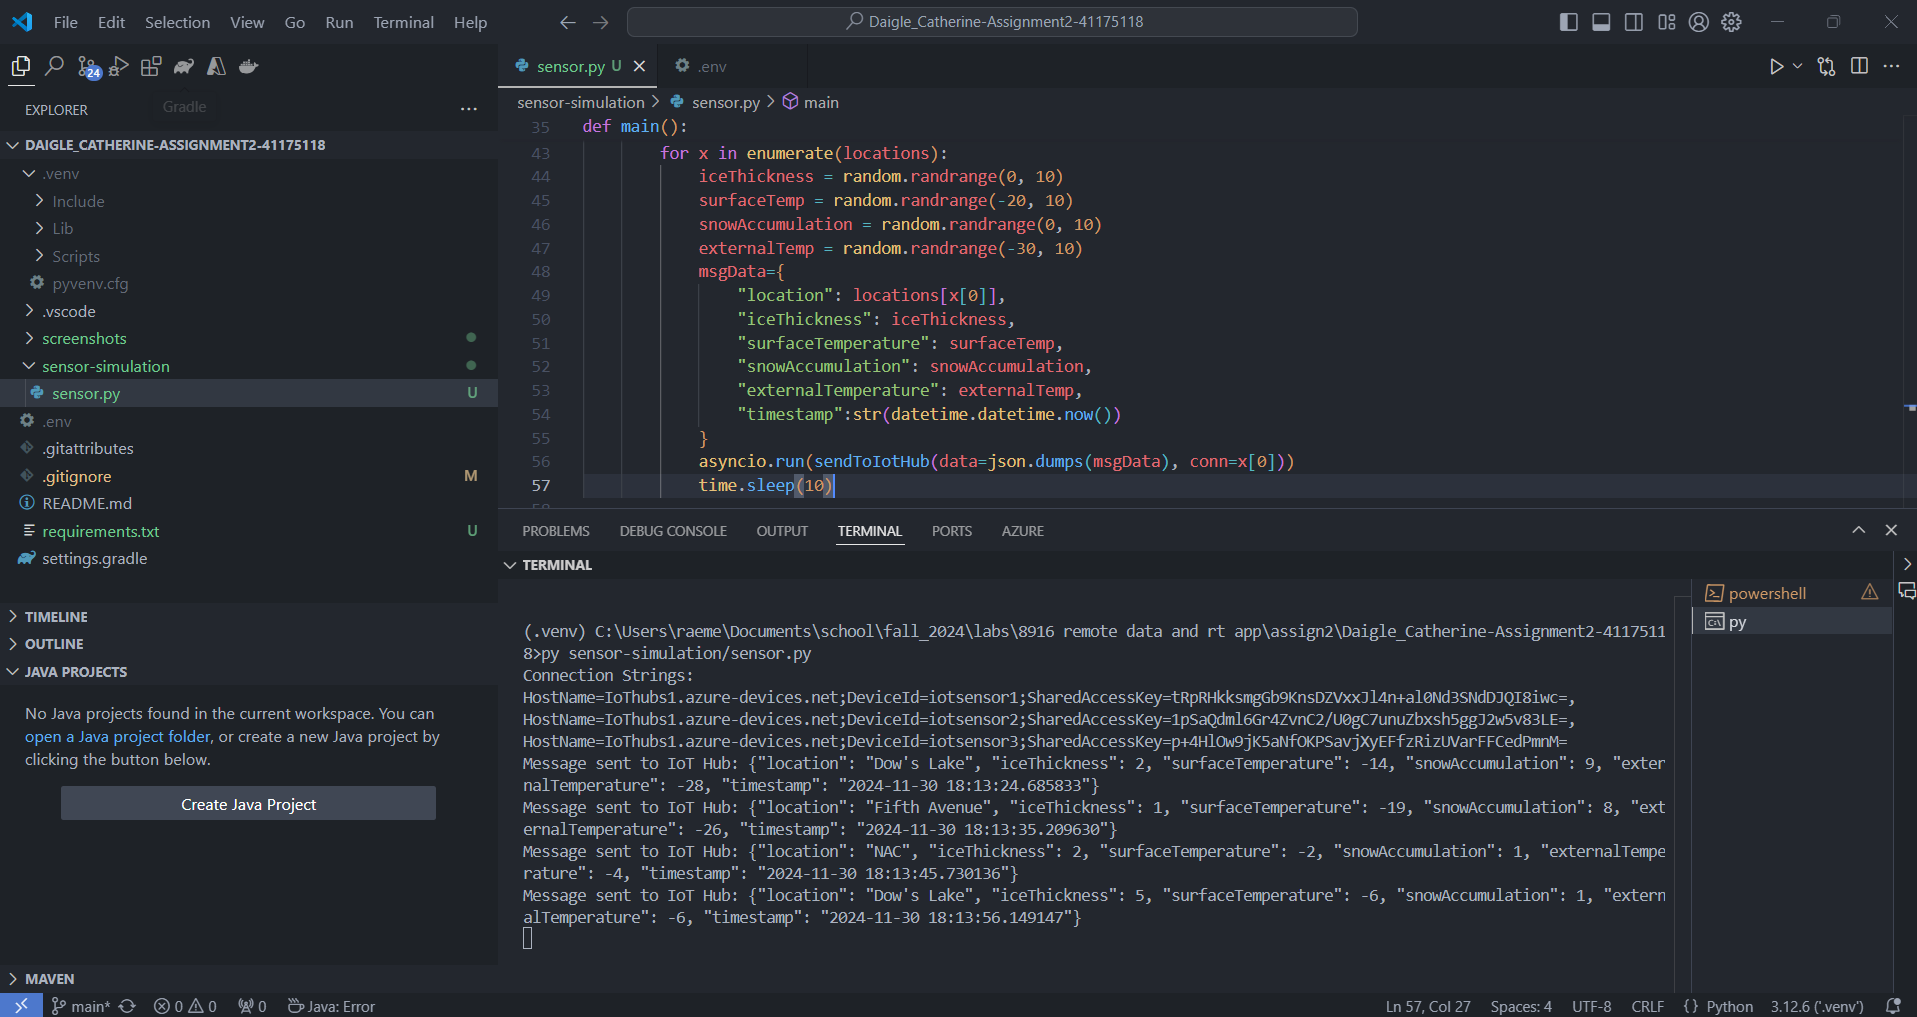 File Edit Selection View Go Run Terminal Help
Daigle_Catherine-Assignment2-41175118
24
Gradle
EXPLORER
DAIGLE_CATHERINE-ASSIGNMENT2-41175118
.venv
Include
Lib
Scripts
pyvenv.cfg
.vscode
screenshots
sensor-simulation
sensor.py U
.env
.gitattributes
.gitignore M
README.md
requirements.txt U
settings.gradle
TIMELINE
OUTLINE
JAVA PROJECTS
No Java projects found in the current workspace. You can
open a Java project folder, or create a new Java project by
clicking the button below.
Create Java Project
MAVEN
sensor.py U .env
sensor-simulation > sensor.py > main
35 def main():
43 for x in enumerate(locations):
44 iceThickness = random.randrange(0, 10)
45 surfaceTemp = random.randrange(-20, 10)
46 snowAccumulation = random.randrange(0, 10)
47 externalTemp = random.randrange(-30, 10)
48 msgData={
49 "location": locations[x[0]],
50 "iceThickness": iceThickness,
51 "surfaceTemperature": surfaceTemp,
52 "snowAccumulation": snowAccumulation,
53 "externalTemperature": externalTemp,
54 "timestamp":str(datetime.datetime.now())
55 }
56 asyncio.run(sendToIotHub(data=json.dumps(msgData), conn=x[0]))
57 time.sleep(10)
PROBLEMS DEBUG CONSOLE OUTPUT TERMINAL PORTS AZURE
TERMINAL
powershell
py
(.venv) C:\Users\raeme\Documents\school\fall_2024\labs\8916 remote data and rt app\assign2\Daigle_Catherine-Assignment2-4117511
8>py sensor-simulation/sensor.py
Connection Strings:
HostName=IoThubs1.azure-devices.net;DeviceId=iotsensor1;SharedAccessKey=tRpRHkksmgGb9KnsDZVxxJl4n+al0Nd3SNdDJQI8iwc=,
HostName=IoThubs1.azure-devices.net;DeviceId=iotsensor2;SharedAccessKey=1pSaQdml6Gr4ZvnC2/U0gC7unuZbxsh5ggJ2w5v83LE=,
HostName=IoThubs1.azure-devices.net;DeviceId=iotsensor3;SharedAccessKey=p+4HlOw9jK5aNfOKPSavjXyEFfzRizUVarFFCedPmnM=
Message sent to IoT Hub: {"location": "Dow's Lake", "iceThickness": 2, "surfaceTemperature": -14, "snowAccumulation": 9, "exter
nalTemperature": -28, "timestamp": "2024-11-30 18:13:24.685833"}
Message sent to IoT Hub: {"location": "Fifth Avenue", "iceThickness": 1, "surfaceTemperature": -19, "snowAccumulation": 8, "ext
ernalTemperature": -26, "timestamp": "2024-11-30 18:13:35.209630"}
Message sent to IoT Hub: {"location": "NAC", "iceThickness": 2, "surfaceTemperature": -2, "snowAccumulation": 1, "externalTempe
rature": -4, "timestamp": "2024-11-30 18:13:45.730136"}
Message sent to IoT Hub: {"location": "Dow's Lake", "iceThickness": 5, "surfaceTemperature": -6, "snowAccumulation": 1, "extern
alTemperature": -6, "timestamp": "2024-11-30 18:13:56.149147"}
main* 0 0 0 Java: Error Ln 57, Col 27 Spaces: 4 UTF-8 CRLF {} Python 3.12.6 ('.venv')